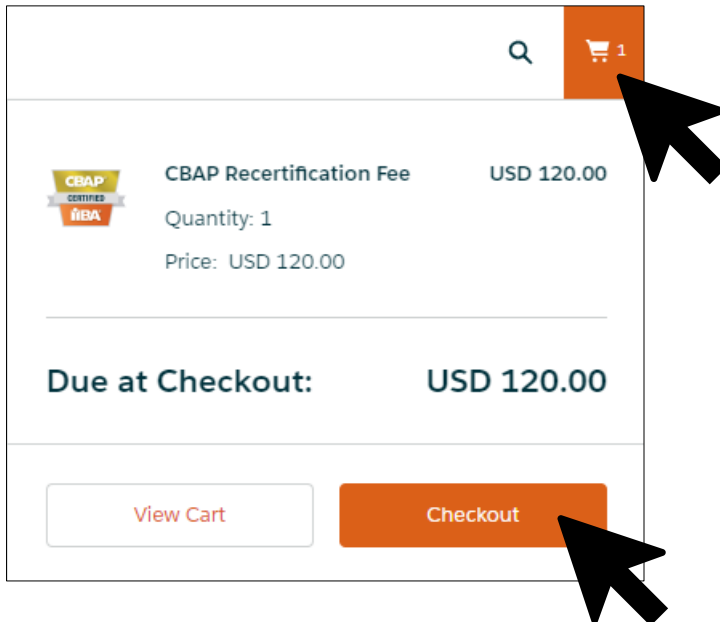 1
CBAP Recertification Fee USD 120.00
CBAP
CERTIFIED
IIBA
Quantity: 1
Price: USD 120.00
Due at Checkout: USD 120.00
View Cart Checkout